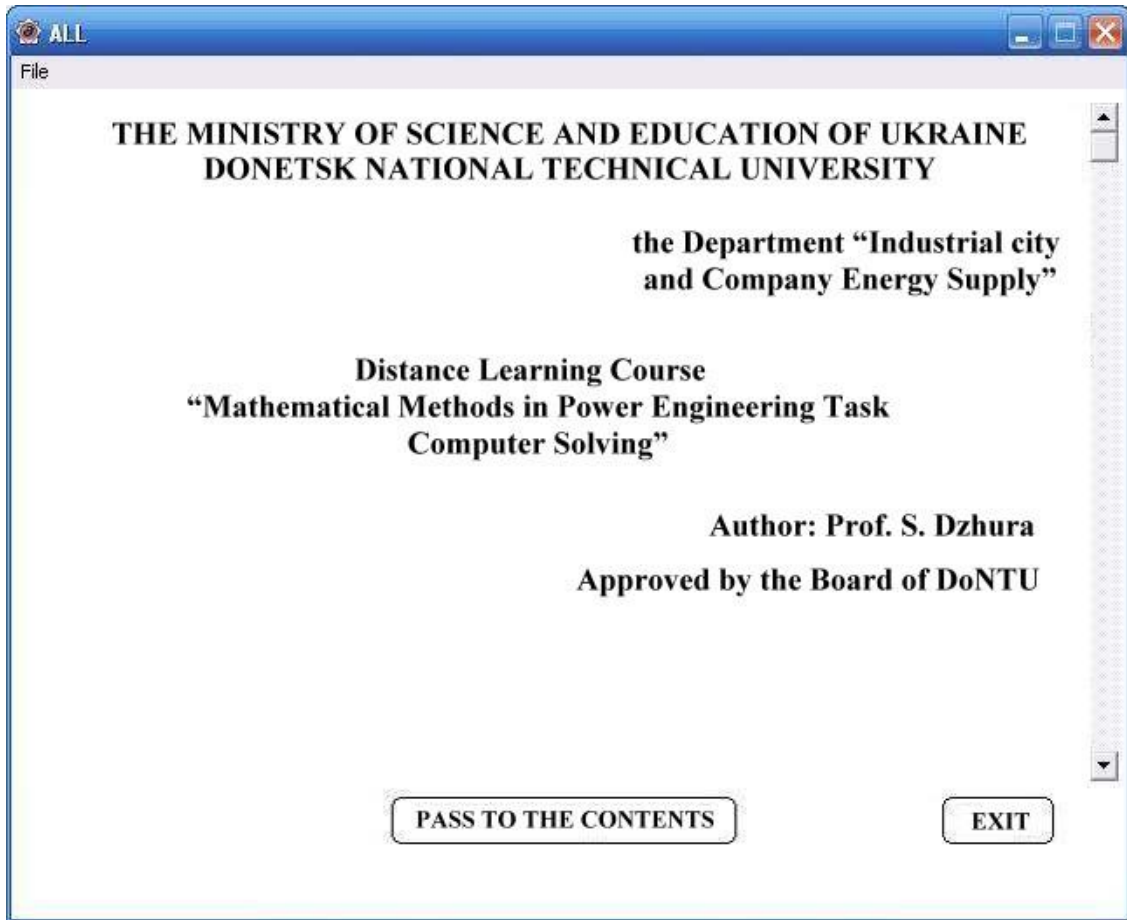 ALL
File
THE MINISTRY OF SCIENCE AND EDUCATION OF UKRAINE
DONETSK NATIONAL TECHNICAL UNIVERSITY
the Department “Industrial city
and Company Energy Supply”
Distance Learning Course
“Mathematical Methods in Power Engineering Task
Computer Solving”
Author: Prof. S. Dzhura
Approved by the Board of DoNTU
PASS TO THE CONTENTS
EXIT